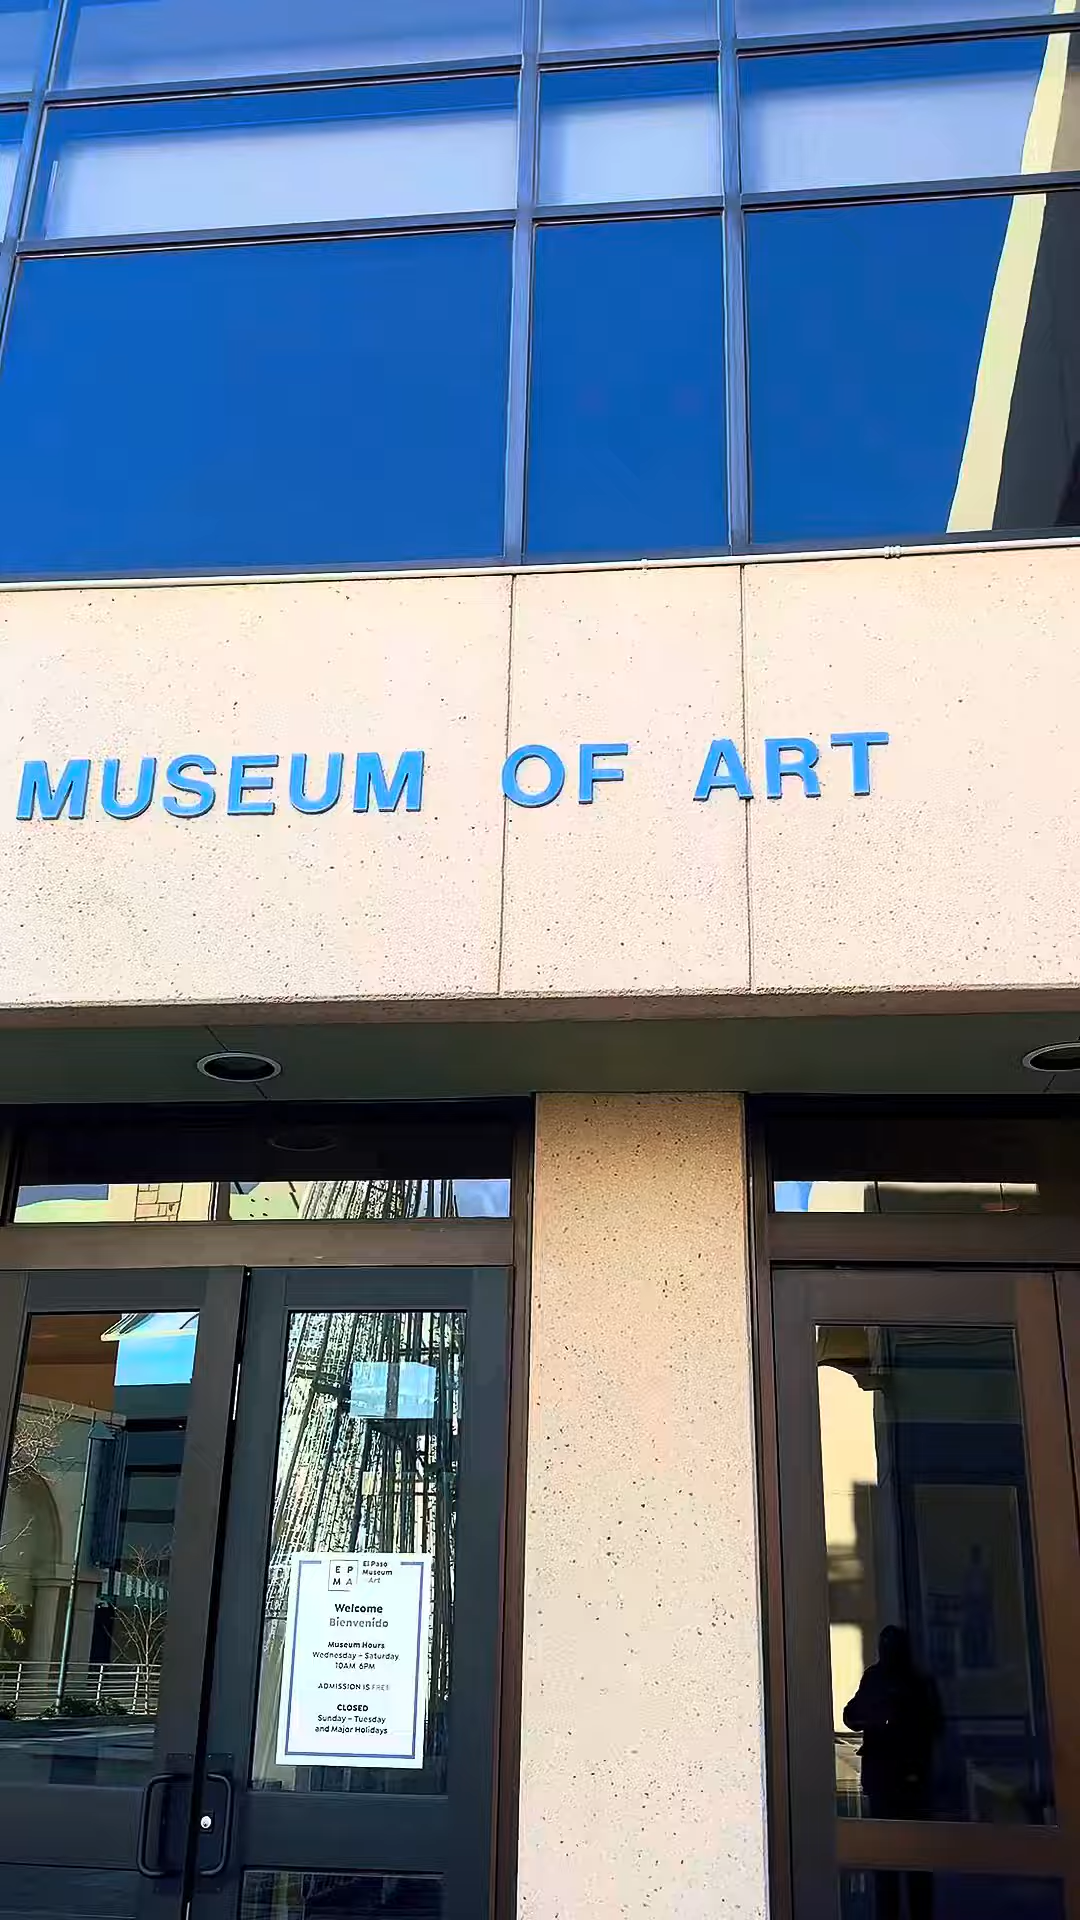 MUSEUM OF ART
E P
M A
El Paso
Museum
Art
Welcome
Bienvenido
Museum Hours
Wednesday – Saturday
10AM 6PM
ADMISSION IS FREE
CLOSED
Sunday – Tuesday
and Major Holidays